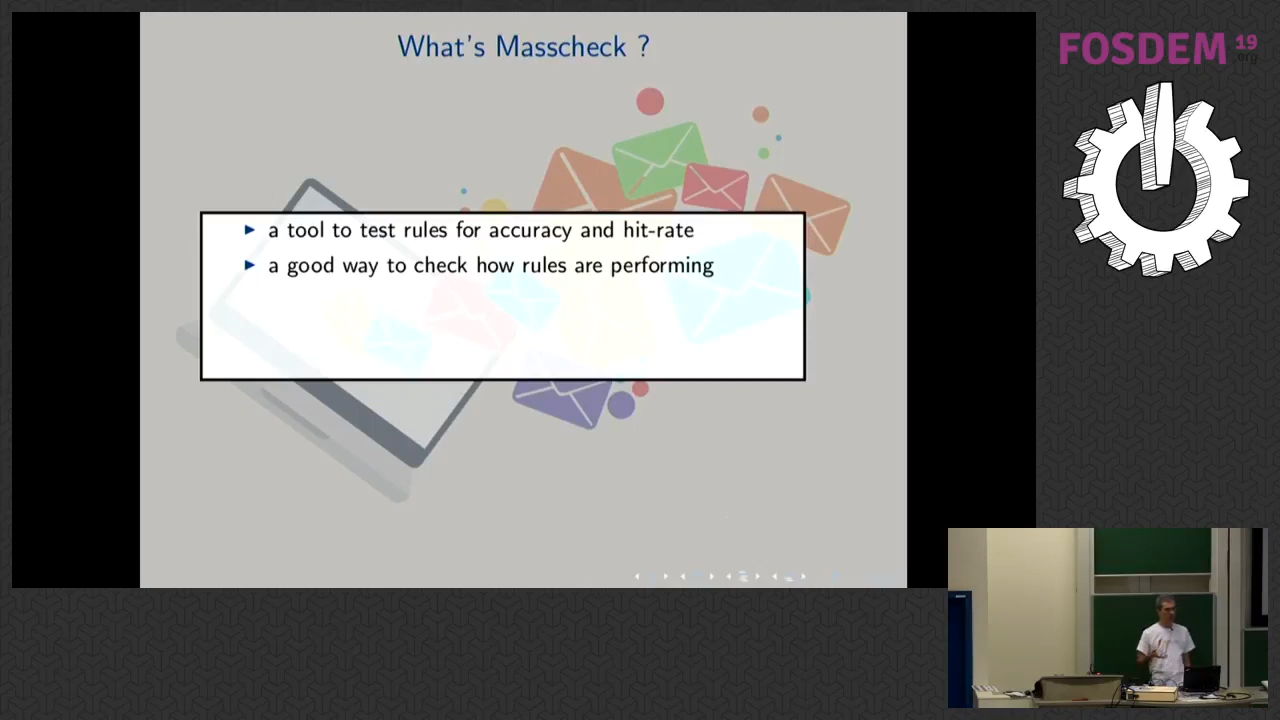 What's Masscheck ?
FOSDEM 19
.org
a tool to test rules for accuracy and hit-rate
a good way to check how rules are performing